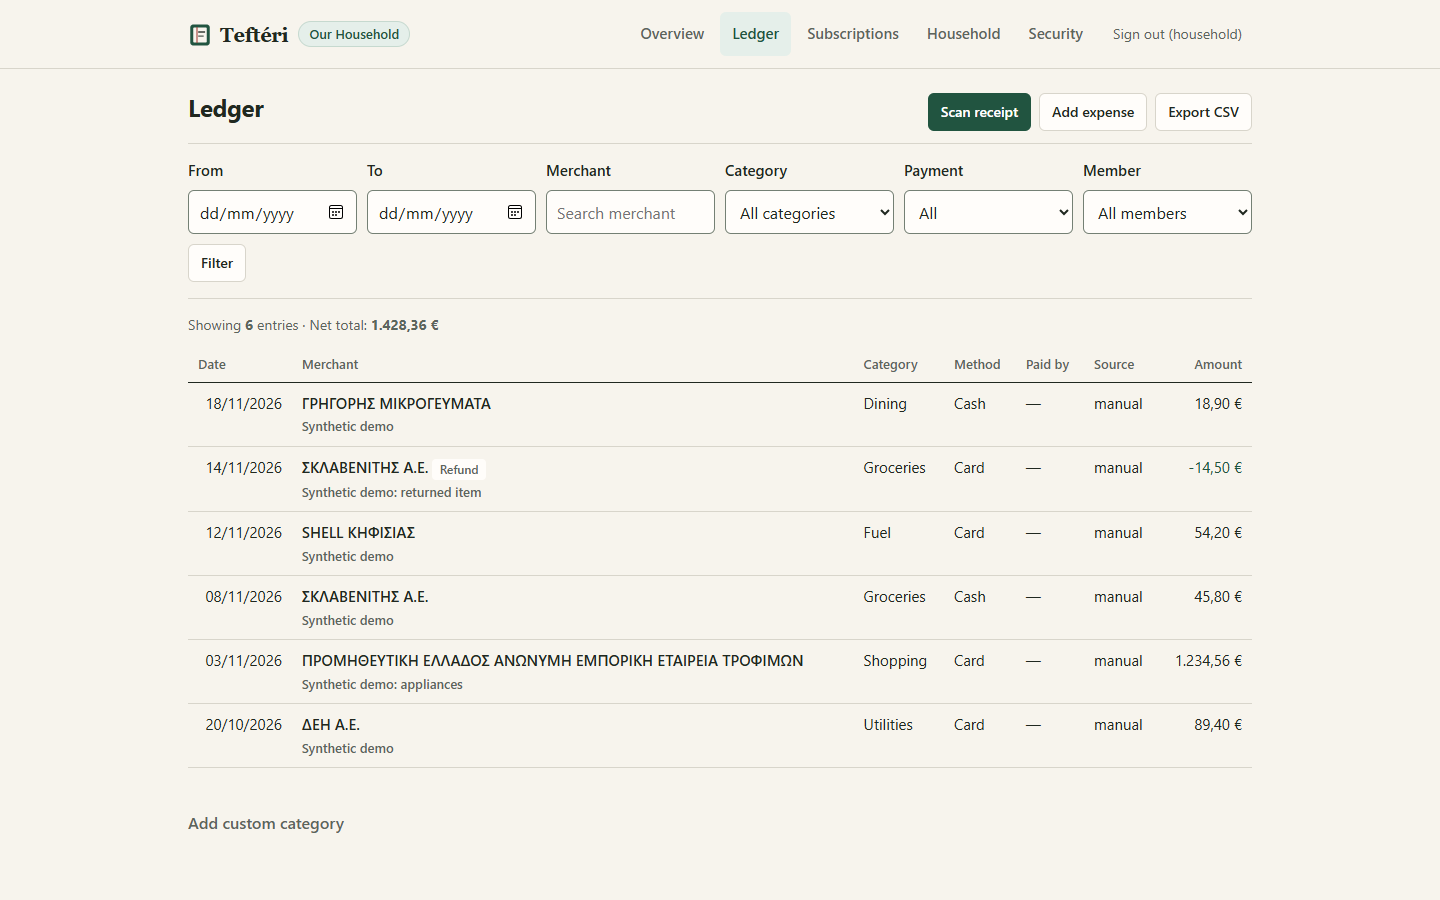 Teftéri Our Household Overview Ledger Subscriptions Household Security Sign out (household)
Ledger Scan receipt Add expense Export CSV
From To Merchant Category Payment Member
dd/mm/yyyy dd/mm/yyyy Search merchant All categories All All members
Filter
Showing 6 entries · Net total: 1.428,36 €
Date Merchant Category Method Paid by Source Amount
18/11/2026 ΓΡΗΓΟΡΗΣ ΜΙΚΡΟΓΕΥΜΑΤΑ Dining Cash — manual 18,90 €
Synthetic demo
14/11/2026 ΣΚΛΑΒΕΝΙΤΗΣ Α.Ε. Refund Groceries Card — manual -14,50 €
Synthetic demo: returned item
12/11/2026 SHELL ΚΗΦΙΣΙΑΣ Fuel Card — manual 54,20 €
Synthetic demo
08/11/2026 ΣΚΛΑΒΕΝΙΤΗΣ Α.Ε. Groceries Cash — manual 45,80 €
Synthetic demo
03/11/2026 ΠΡΟΜΗΘΕΥΤΙΚΗ ΕΛΛΑΔΟΣ ΑΝΩΝΥΜΗ ΕΜΠΟΡΙΚΗ ΕΤΑΙΡΕΙΑ ΤΡΟΦΙΜΩΝ Shopping Card — manual 1.234,56 €
Synthetic demo: appliances
20/10/2026 ΔΕΗ Α.Ε. Utilities Card — manual 89,40 €
Synthetic demo
Add custom category